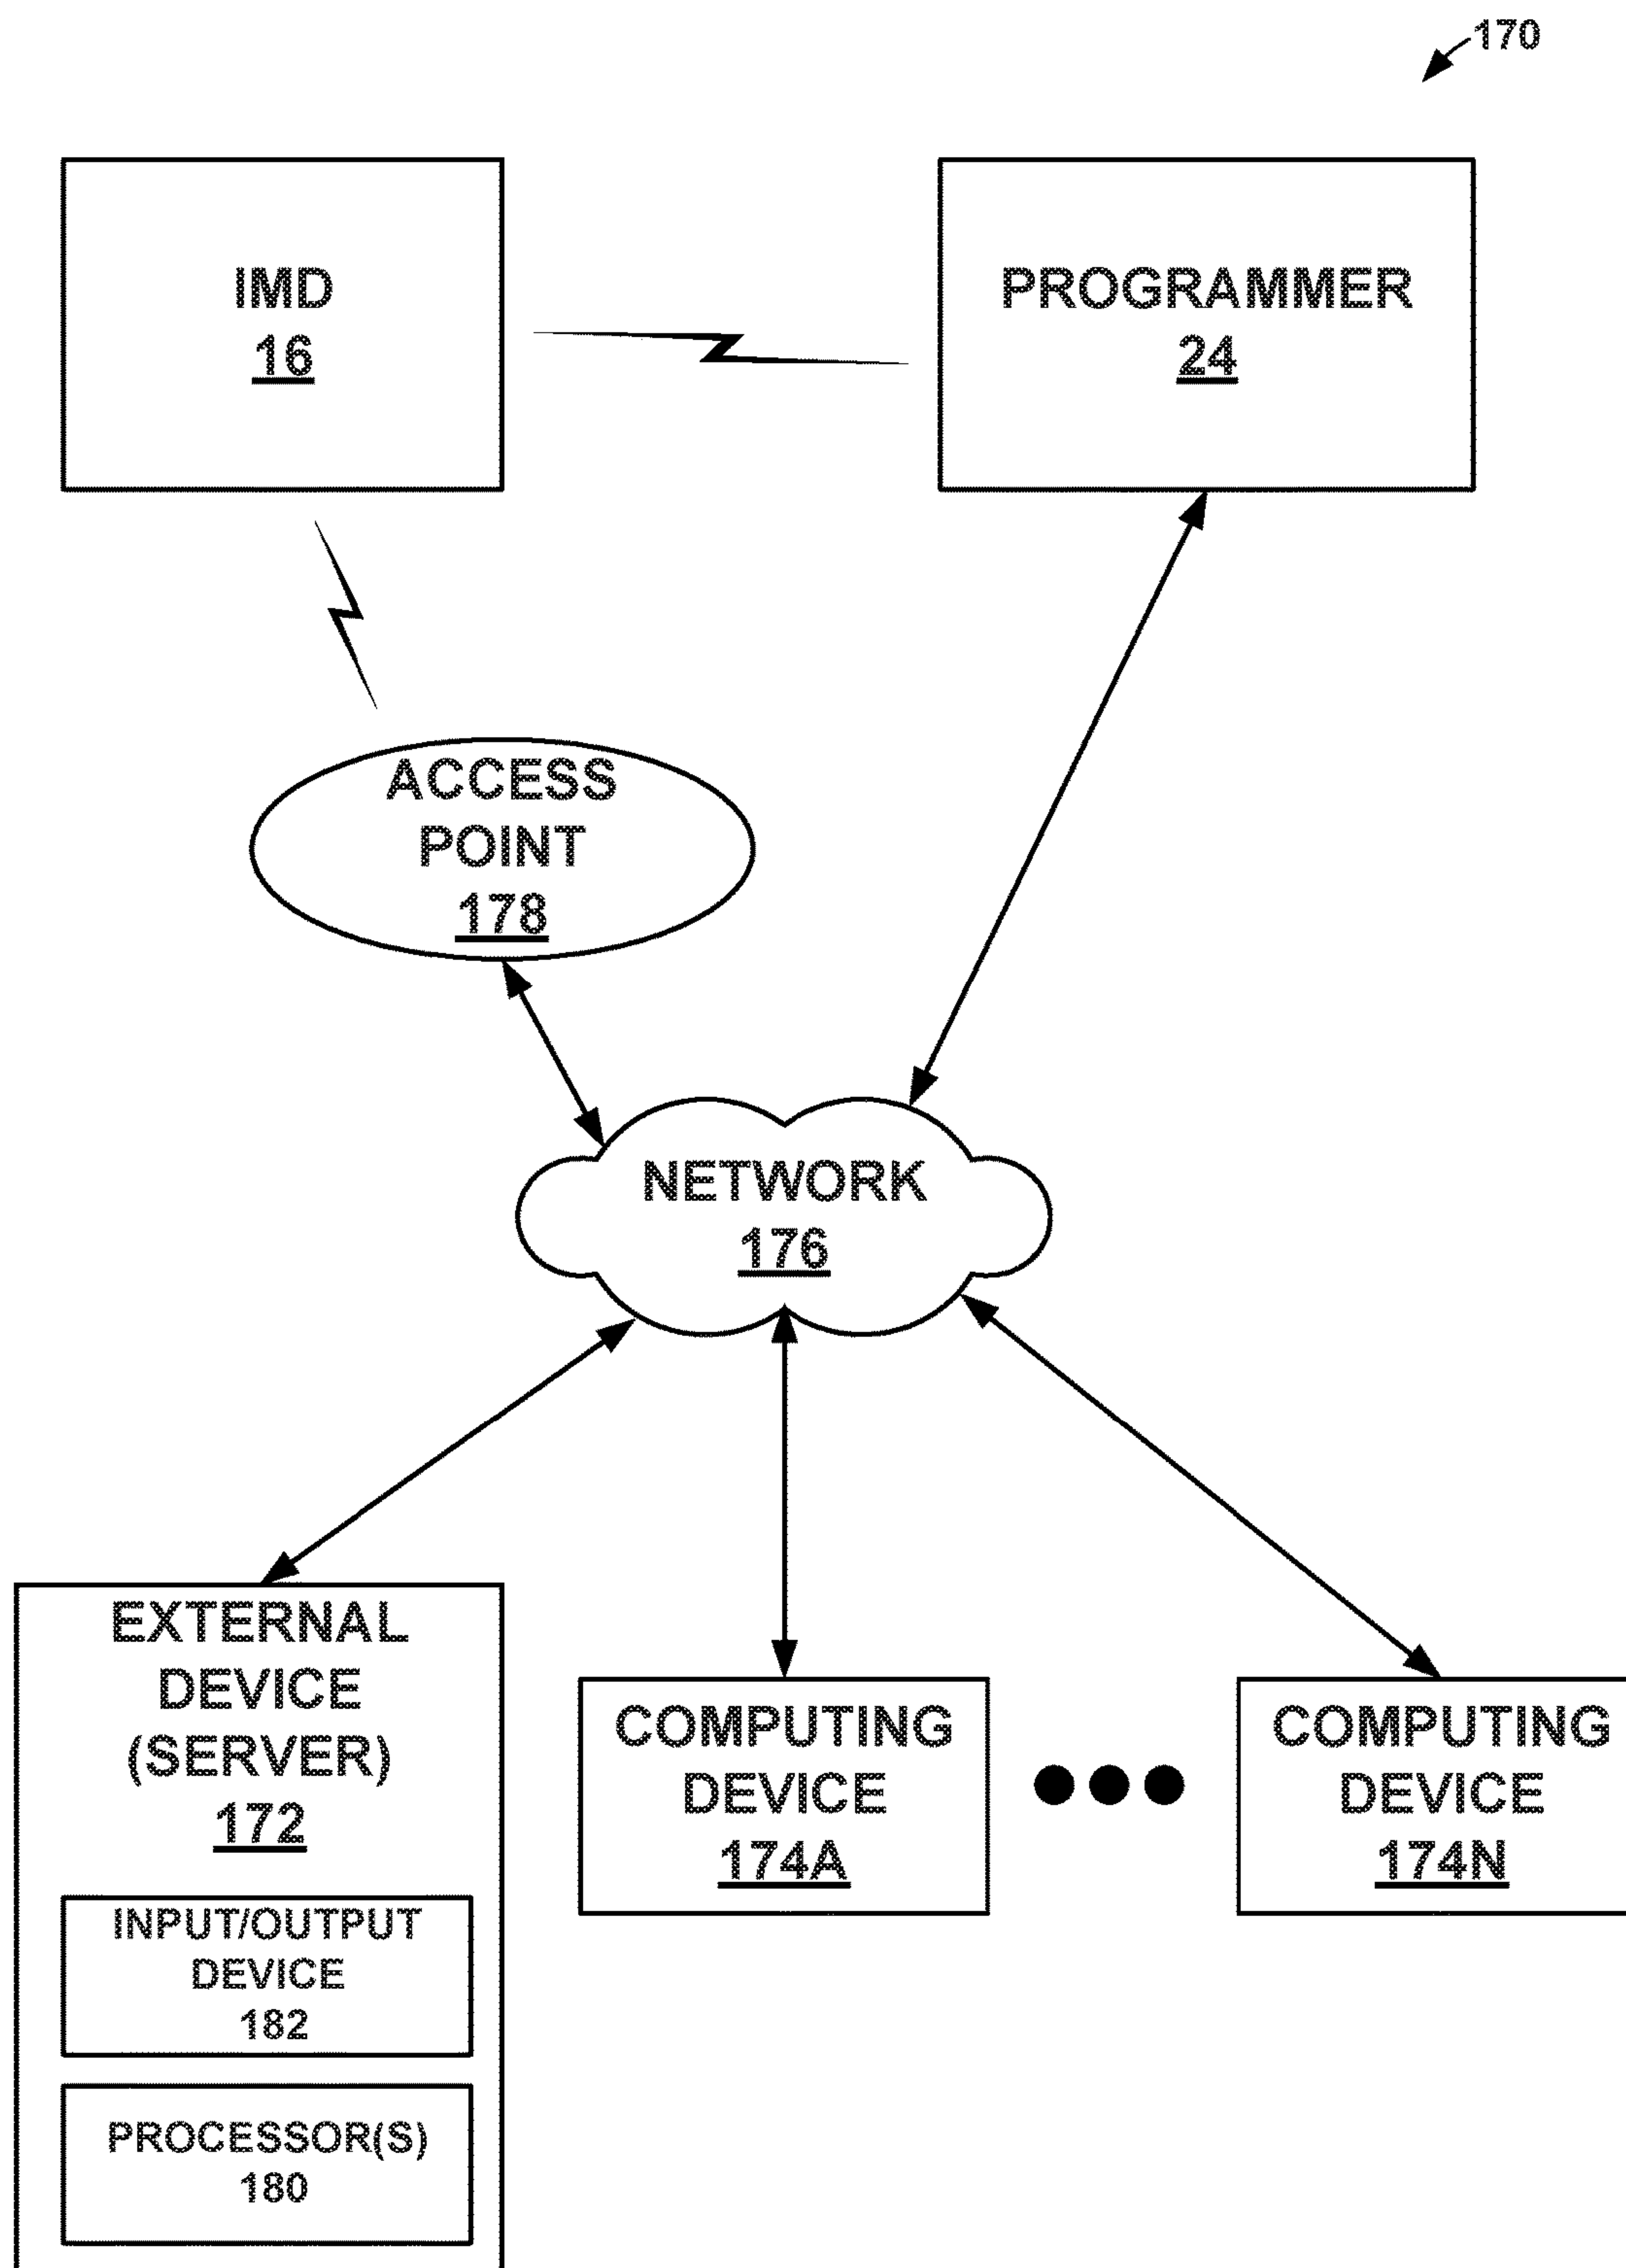 170
IMD
16
PROGRAMMER
24
ACCESS
POINT
178
NETWORK
176
EXTERNAL
DEVICE
(SERVER)
172
INPUT/OUTPUT
DEVICE
182
PROCESSOR(S)
180
COMPUTING
DEVICE
174A
COMPUTING
DEVICE
174N